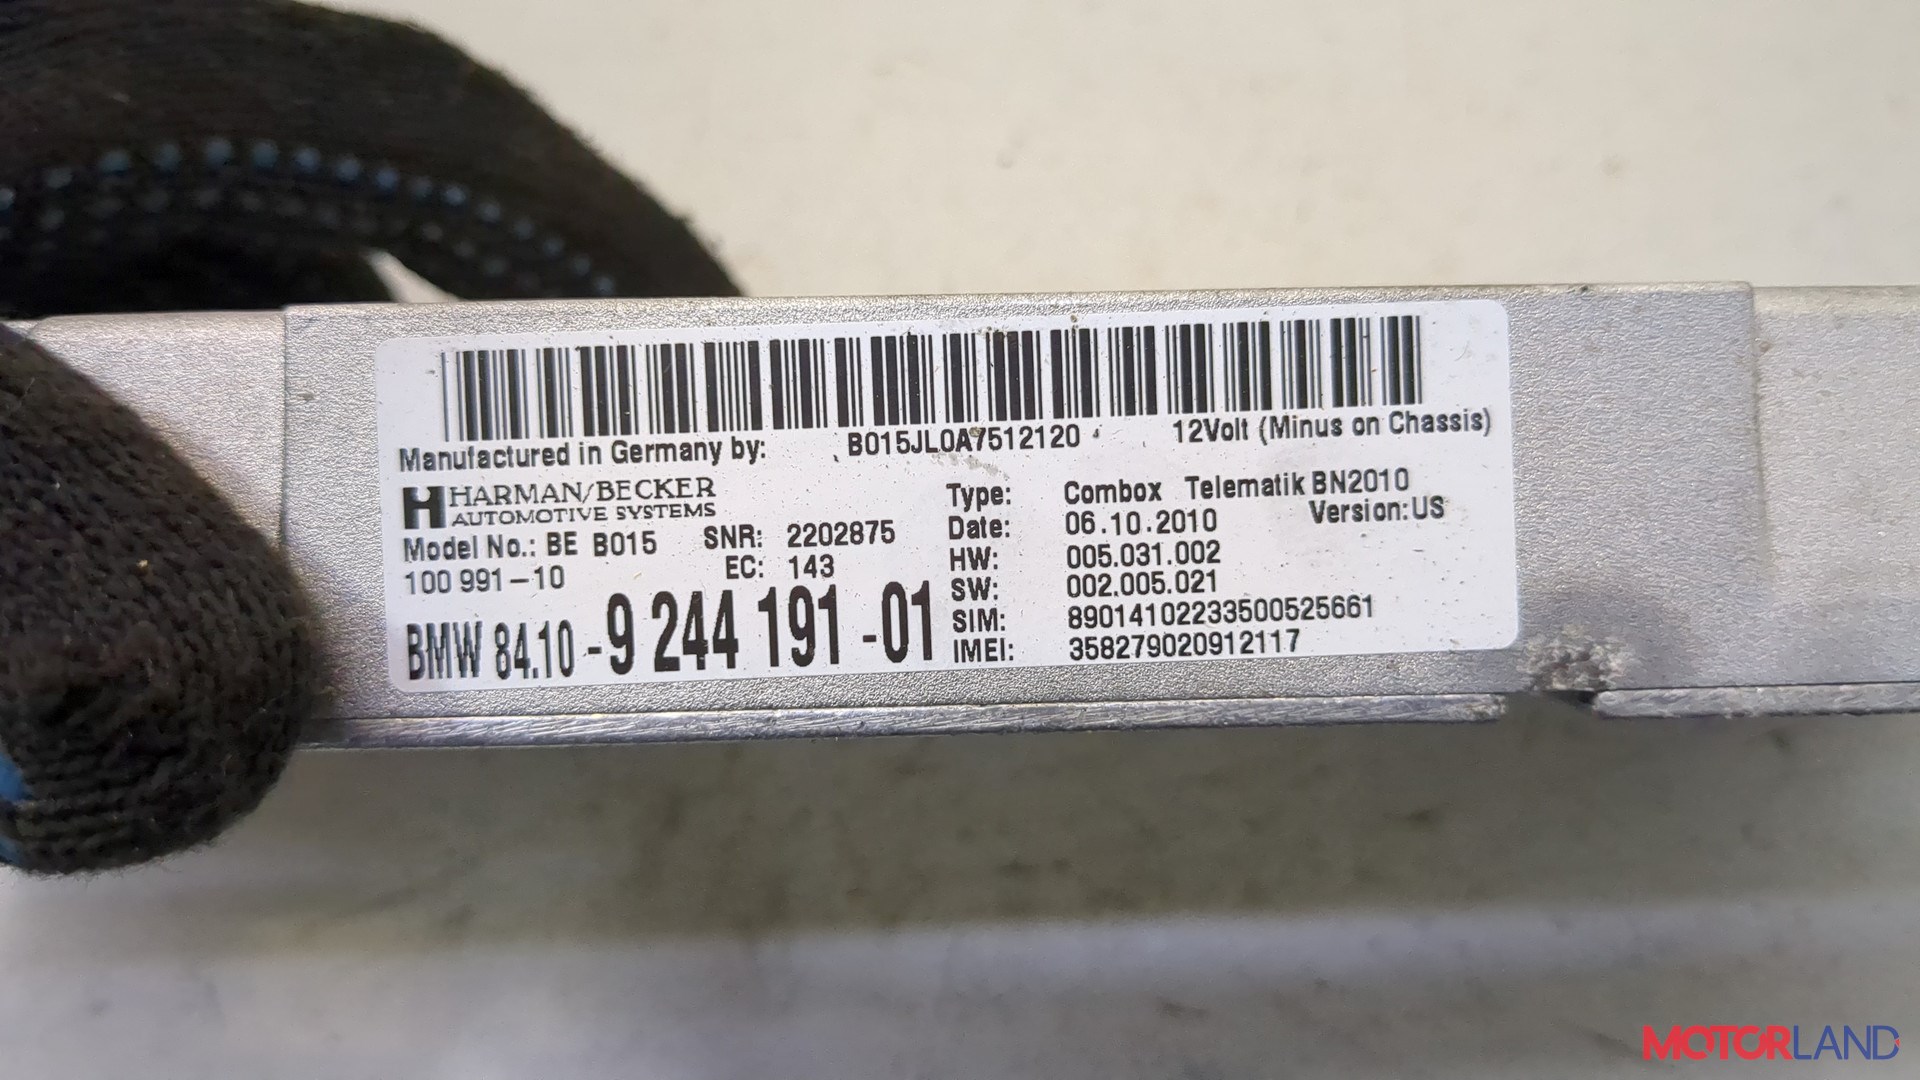 Manufactured in Germany by: B015JL0A7512120 12Volt (Minus on Chassis)
HARMAN/BECKER
AUTOMOTIVE SYSTEMS
Model No.: BE B015 SNR: 2202875
100 991-10 EC: 143
BMW 84.10 -9 244 191 -01
Type: Combox Telematik BN2010
Date: 06.10.2010 Version: US
HW: 005.031.002
SW: 002.005.021
SIM: 89014102233500525661
IMEI: 358279020912117
MOTORLAND